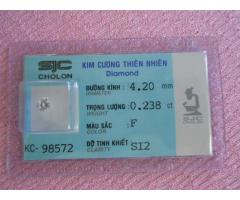 SJC
CHOLON
KIM CƯƠNG THIÊN NHIÊN
Diamond
ĐƯỜNG KÍNH : 4.20 mm
DIAMETER
TRỌNG LƯỢNG : 0.238 ct
WEIGHT
MÀU SẮC : F
COLOR
ĐỘ TINH KHIẾT SI2
CLARITY
KC- 98572
SJC